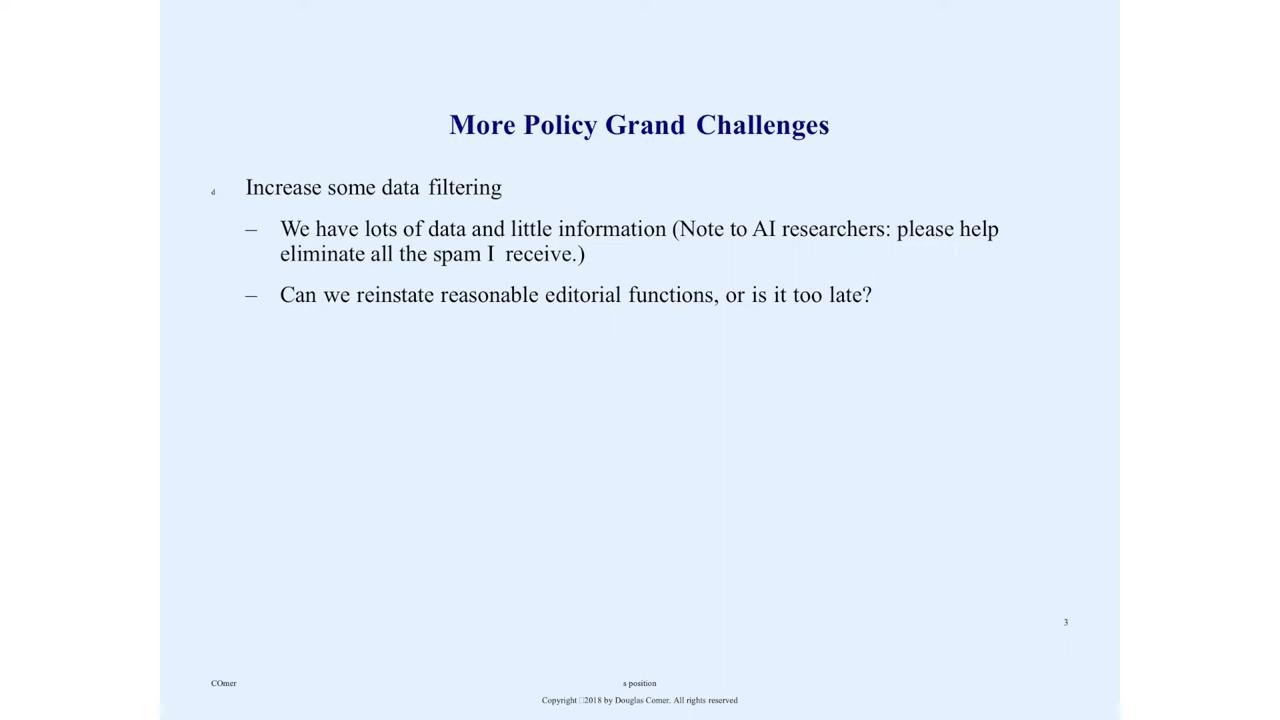 More Policy Grand Challenges
d Increase some data filtering
– We have lots of data and little information (Note to AI researchers: please help
eliminate all the spam I receive.)
– Can we reinstate reasonable editorial functions, or is it too late?
3
COmer s position
Copyright □2018 by Douglas Comer. All rights reserved